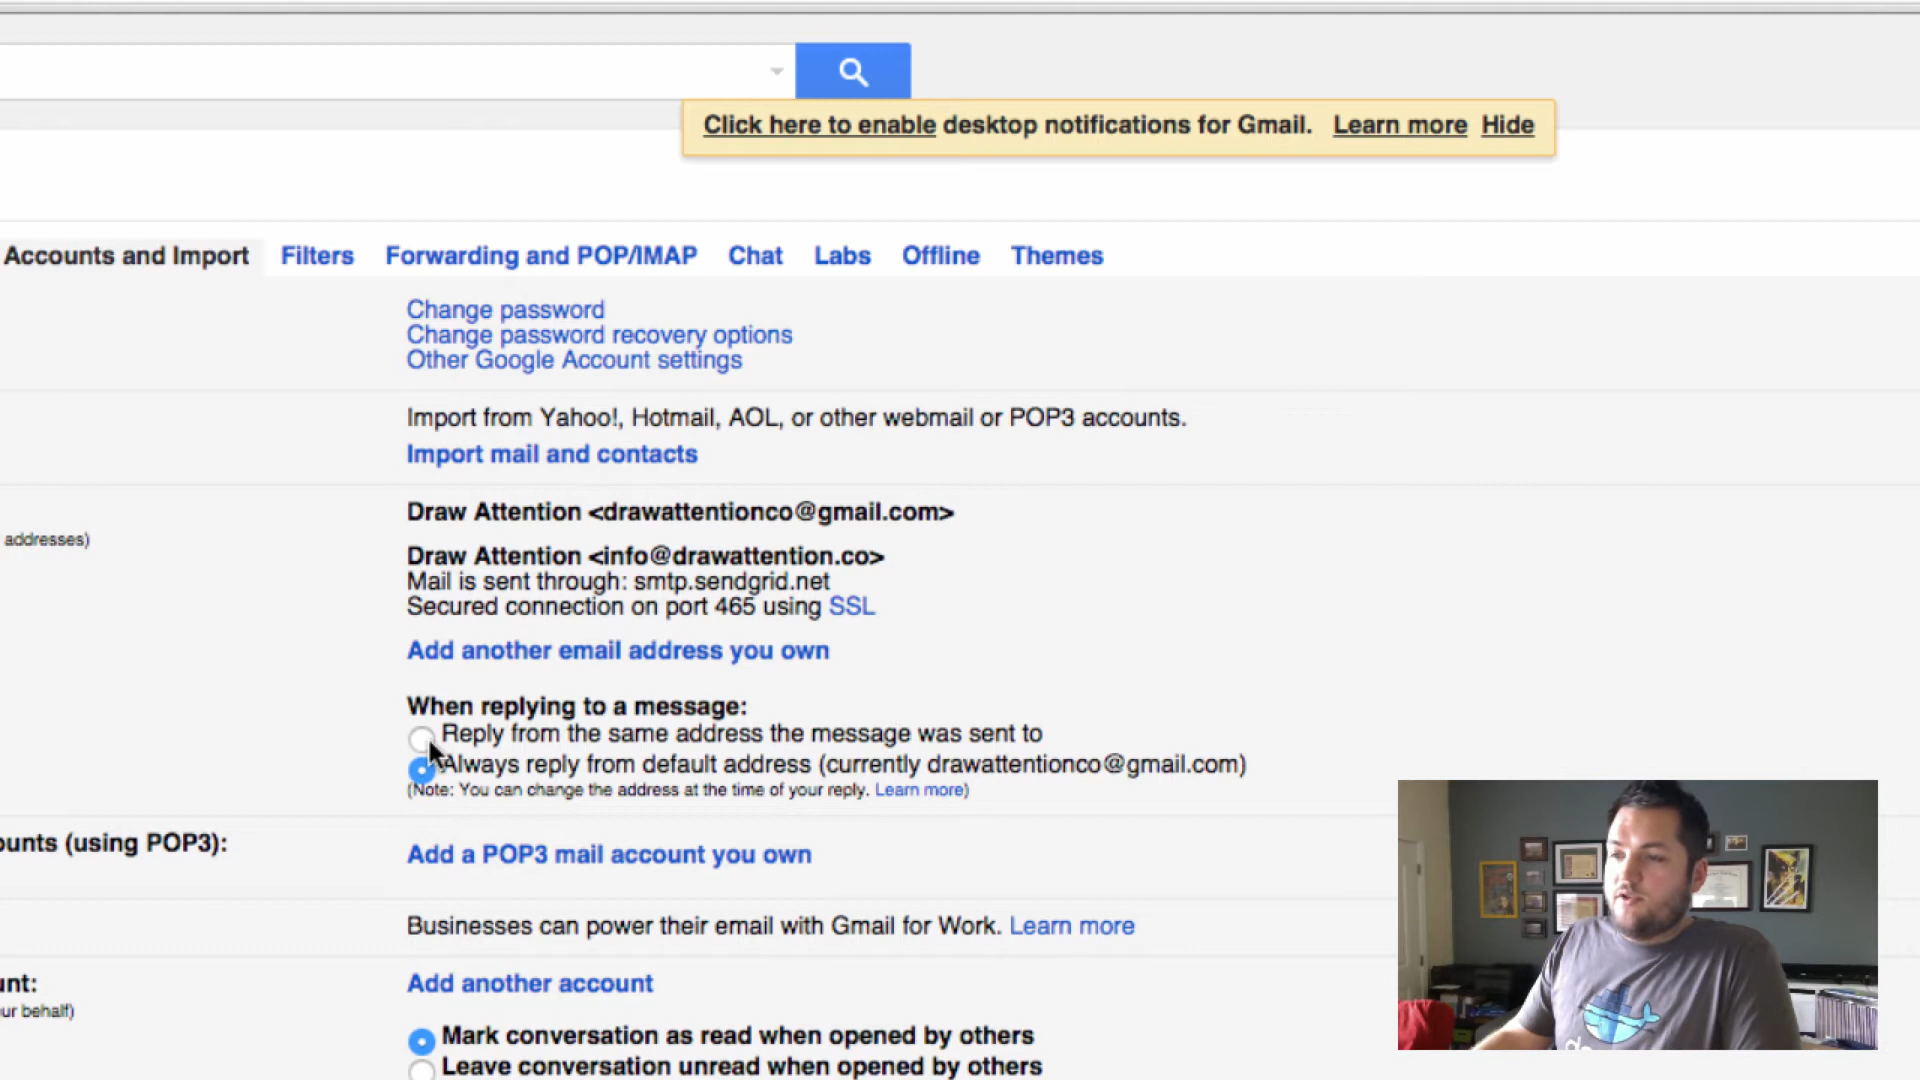 Click here to enable desktop notifications for Gmail. Learn more Hide
Accounts and Import Filters Forwarding and POP/IMAP Chat Labs Offline Themes
Change password
Change password recovery options
Other Google Account settings
Import from Yahoo!, Hotmail, AOL, or other webmail or POP3 accounts.
Import mail and contacts
Draw Attention <drawattentionco@gmail.com>
addresses)
Draw Attention <info@drawattention.co>
Mail is sent through: smtp.sendgrid.net
Secured connection on port 465 using SSL
Add another email address you own
When replying to a message:
Reply from the same address the message was sent to
Always reply from default address (currently drawattentionco@gmail.com)
(Note: You can change the address at the time of your reply. Learn more)
ounts (using POP3):
Add a POP3 mail account you own
Businesses can power their email with Gmail for Work. Learn more
unt:
Add another account
ur behalf)
Mark conversation as read when opened by others
Leave conversation unread when opened by others